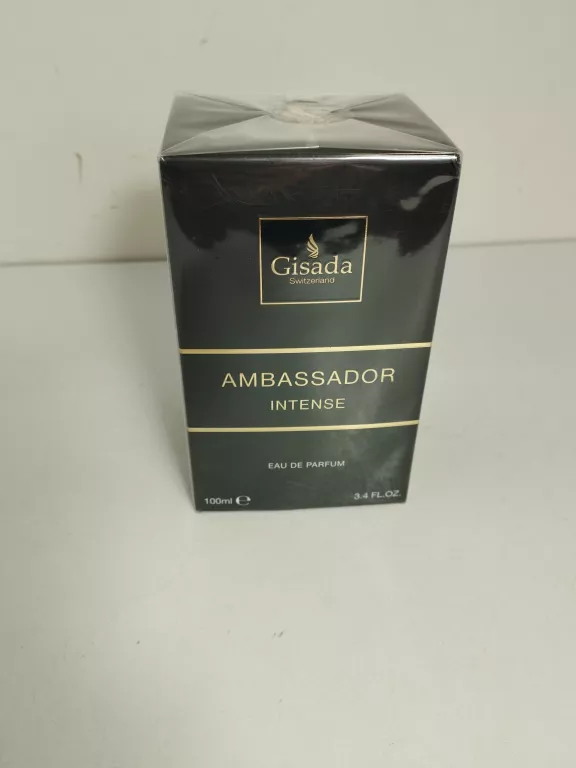 Gisada
Switzerland
AMBASSADOR
INTENSE
EAU DE PARFUM
100ml ℮
3.4 FL.OZ.